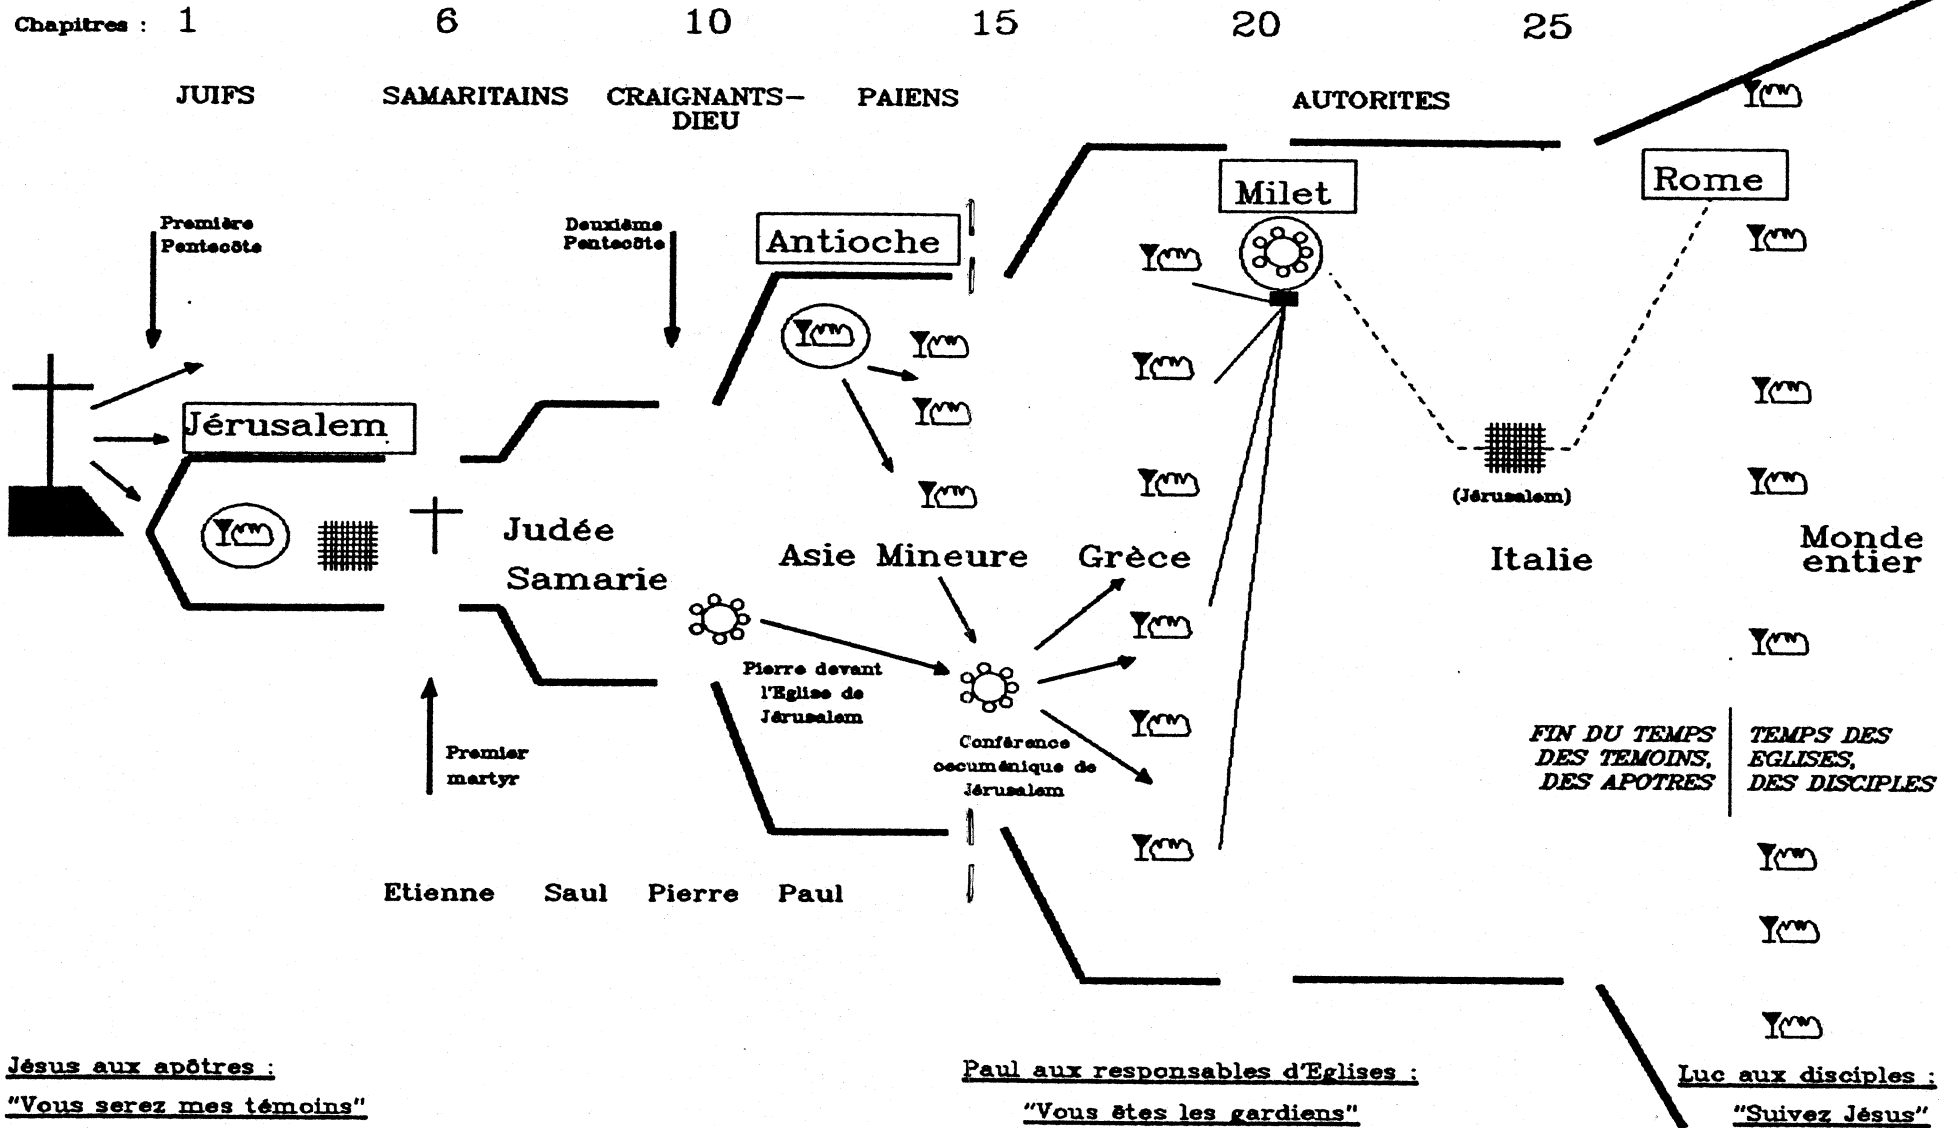 Chapitres : 1 6 10 15 20 25
JUIFS SAMARITAINS CRAIGNANTS- PAIENS AUTORITES
DIEU
Première
Pentecôte
Deuxième
Pentecôte
Antioche
Milet
Rome
Jérusalem
(Jérusalem)
Judée
Samarie
Asie Mineure
Grèce
Italie
Monde
entier
Pierre devant
l'Eglise de
Jérusalem
Premier
martyr
Conférence
oecuménique de
Jérusalem
FIN DU TEMPS
DES TEMOINS,
DES APOTRES
TEMPS DES
EGLISES,
DES DISCIPLES
Etienne Saul Pierre Paul
Jésus aux apôtres :
"Vous serez mes témoins"
Paul aux responsables d'Eglises :
"Vous êtes les gardiens"
Luc aux disciples :
"Suivez Jésus"